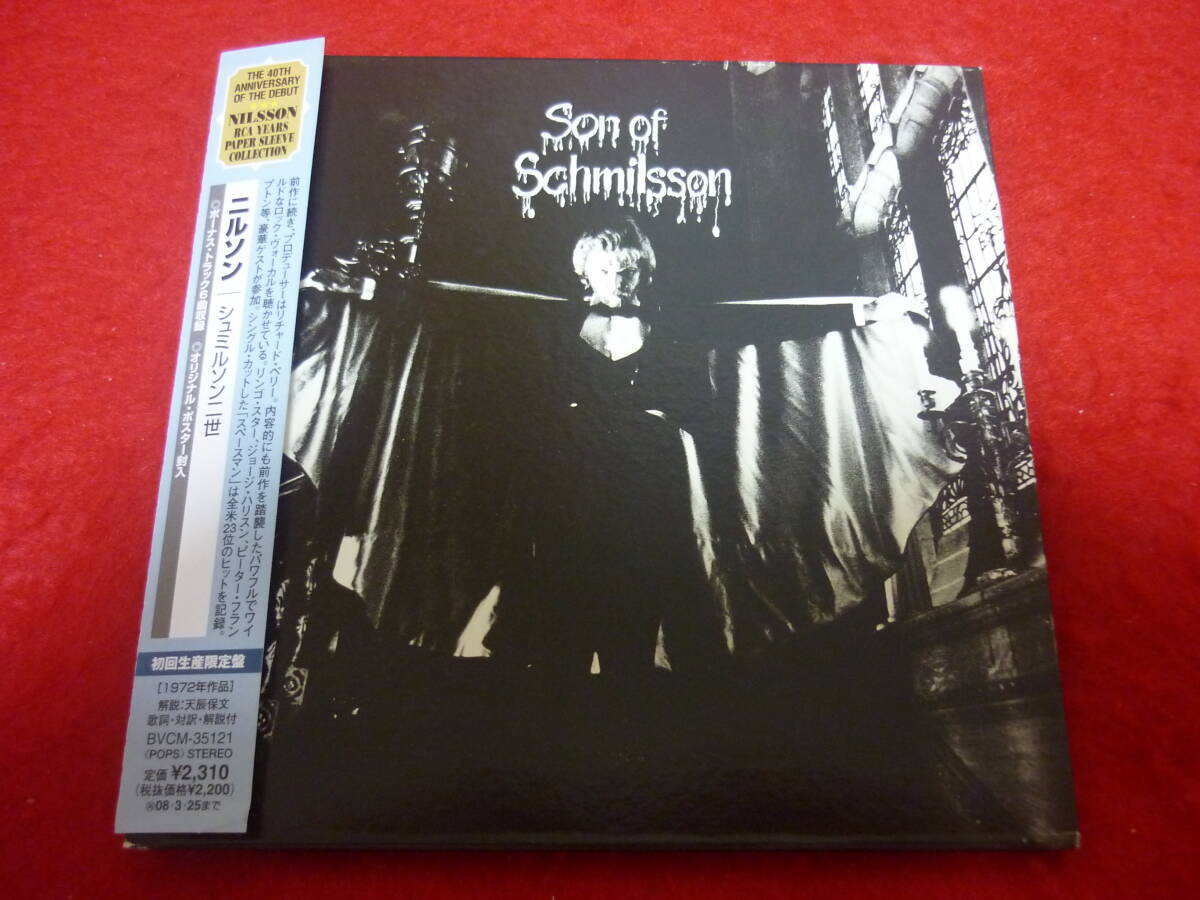 THE 40TH
ANNIVERSARY
OF THE DEBUT
NILSSON
RCA YEARS
PAPER SLEEVE
COLLECTION
前作に続き、プロデューサーはリチャード・ペリー。内容的にも前作を踏襲したパワフルでワイ
ルドなロック・ヴォーカルを聴かせている。リンゴ・スター、ジョージ・ハリスン、ピーター・フラン
プトン等、豪華ゲストが参加。シングル・カットした「スペースマン」は全米23位のヒットを記録。
ニルソン | シュミルソン二世
◎ボーナス・トラック6曲収録 ◎オリジナル・ポスター封入
初回生産限定盤
[1972年作品]
解説:天辰保文
歌詞・対訳・解説付
BVCM-35121
〈POPS〉STEREO
定価 ¥2,310
(税抜価格¥2,200)
Ⓦ08・3・25まで
Son of
Schmilsson